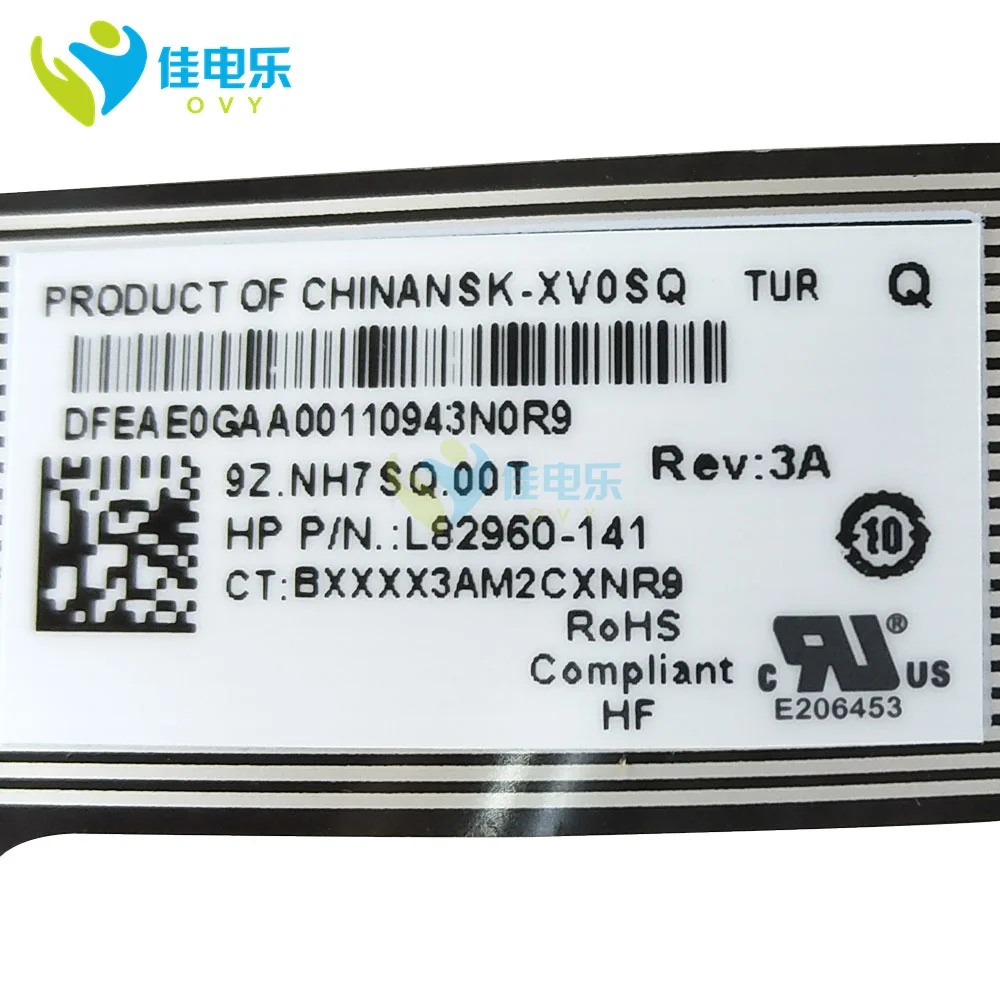 佳电乐
OVY
PRODUCT OF CHINANSK-XV0SQ TUR Q
DFEAE0GAA00110943N0R9
9Z.NH7SQ.00T Rev:3A
佳电乐
OVY
HP P/N.:L82960-141
10
CT:BXXXX3AM2CXNR9
RoHS
Compliant
HF
c RU ® US
E206453